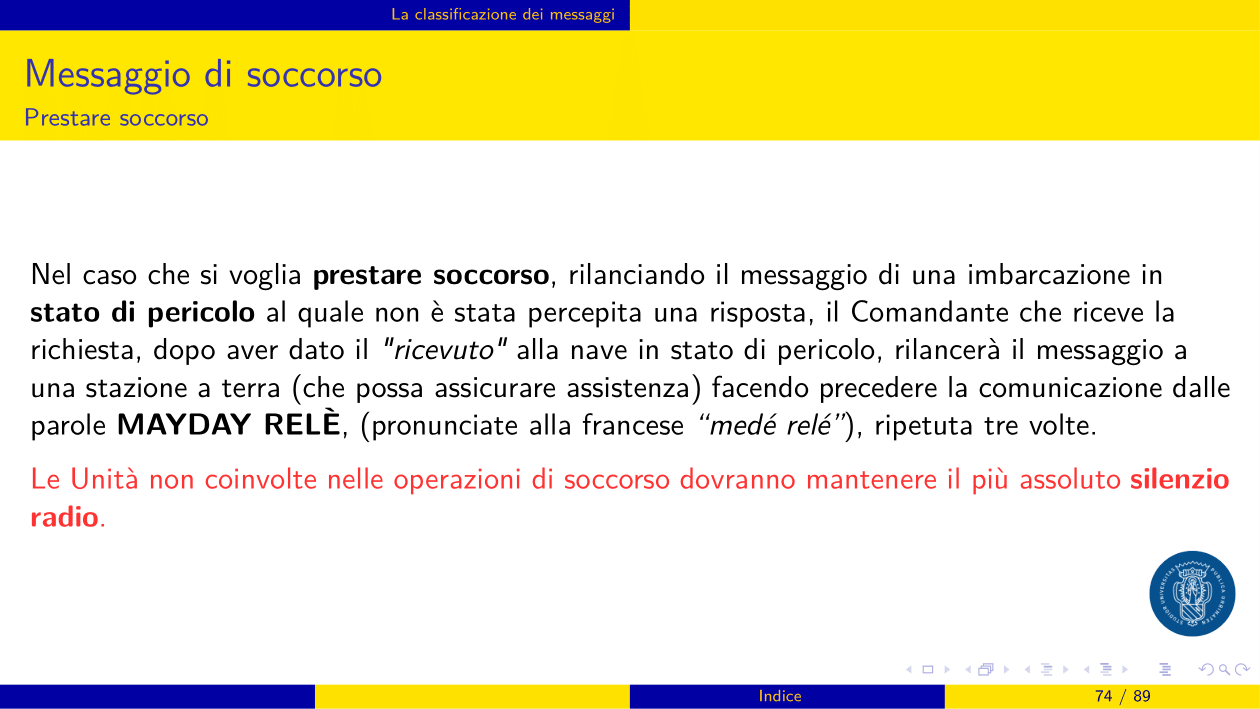 La classificazione dei messaggi
Messaggio di soccorso
Prestare soccorso
Nel caso che si voglia prestare soccorso, rilanciando il messaggio di una imbarcazione in
stato di pericolo al quale non è stata percepita una risposta, il Comandante che riceve la
richiesta, dopo aver dato il "ricevuto" alla nave in stato di pericolo, rilancerà il messaggio a
una stazione a terra (che possa assicurare assistenza) facendo precedere la comunicazione dalle
parole MAYDAY RELÈ, (pronunciate alla francese “medé relé”), ripetuta tre volte.
Le Unità non coinvolte nelle operazioni di soccorso dovranno mantenere il più assoluto silenzio
radio.
Indice
74 / 89